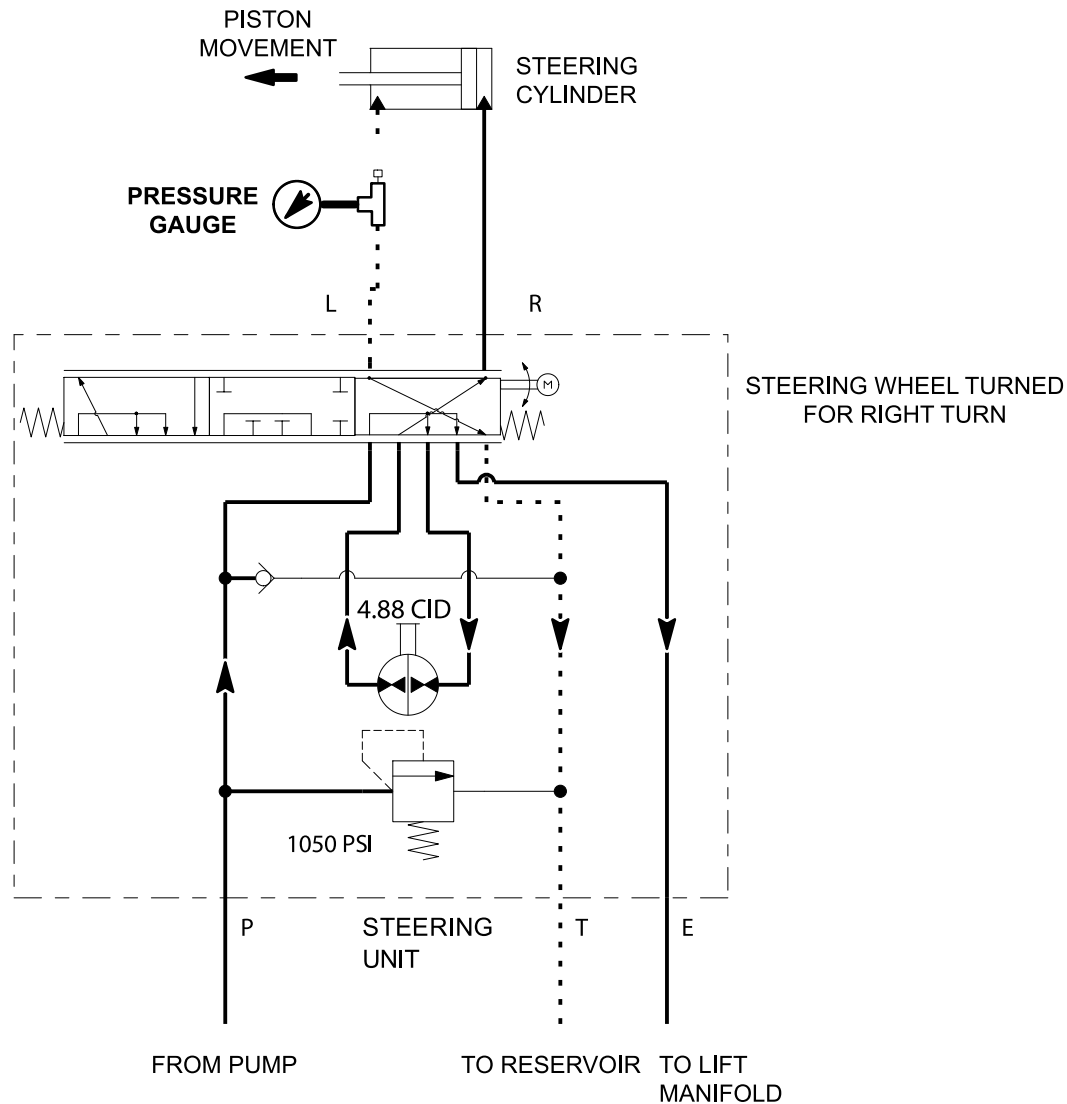 PISTON
MOVEMENT
STEERING
CYLINDER
PRESSURE
GAUGE
L
R
M
STEERING WHEEL TURNED
FOR RIGHT TURN
4.88 CID
1050 PSI
P
STEERING
UNIT
T
E
FROM PUMP
TO RESERVOIR
TO LIFT
MANIFOLD